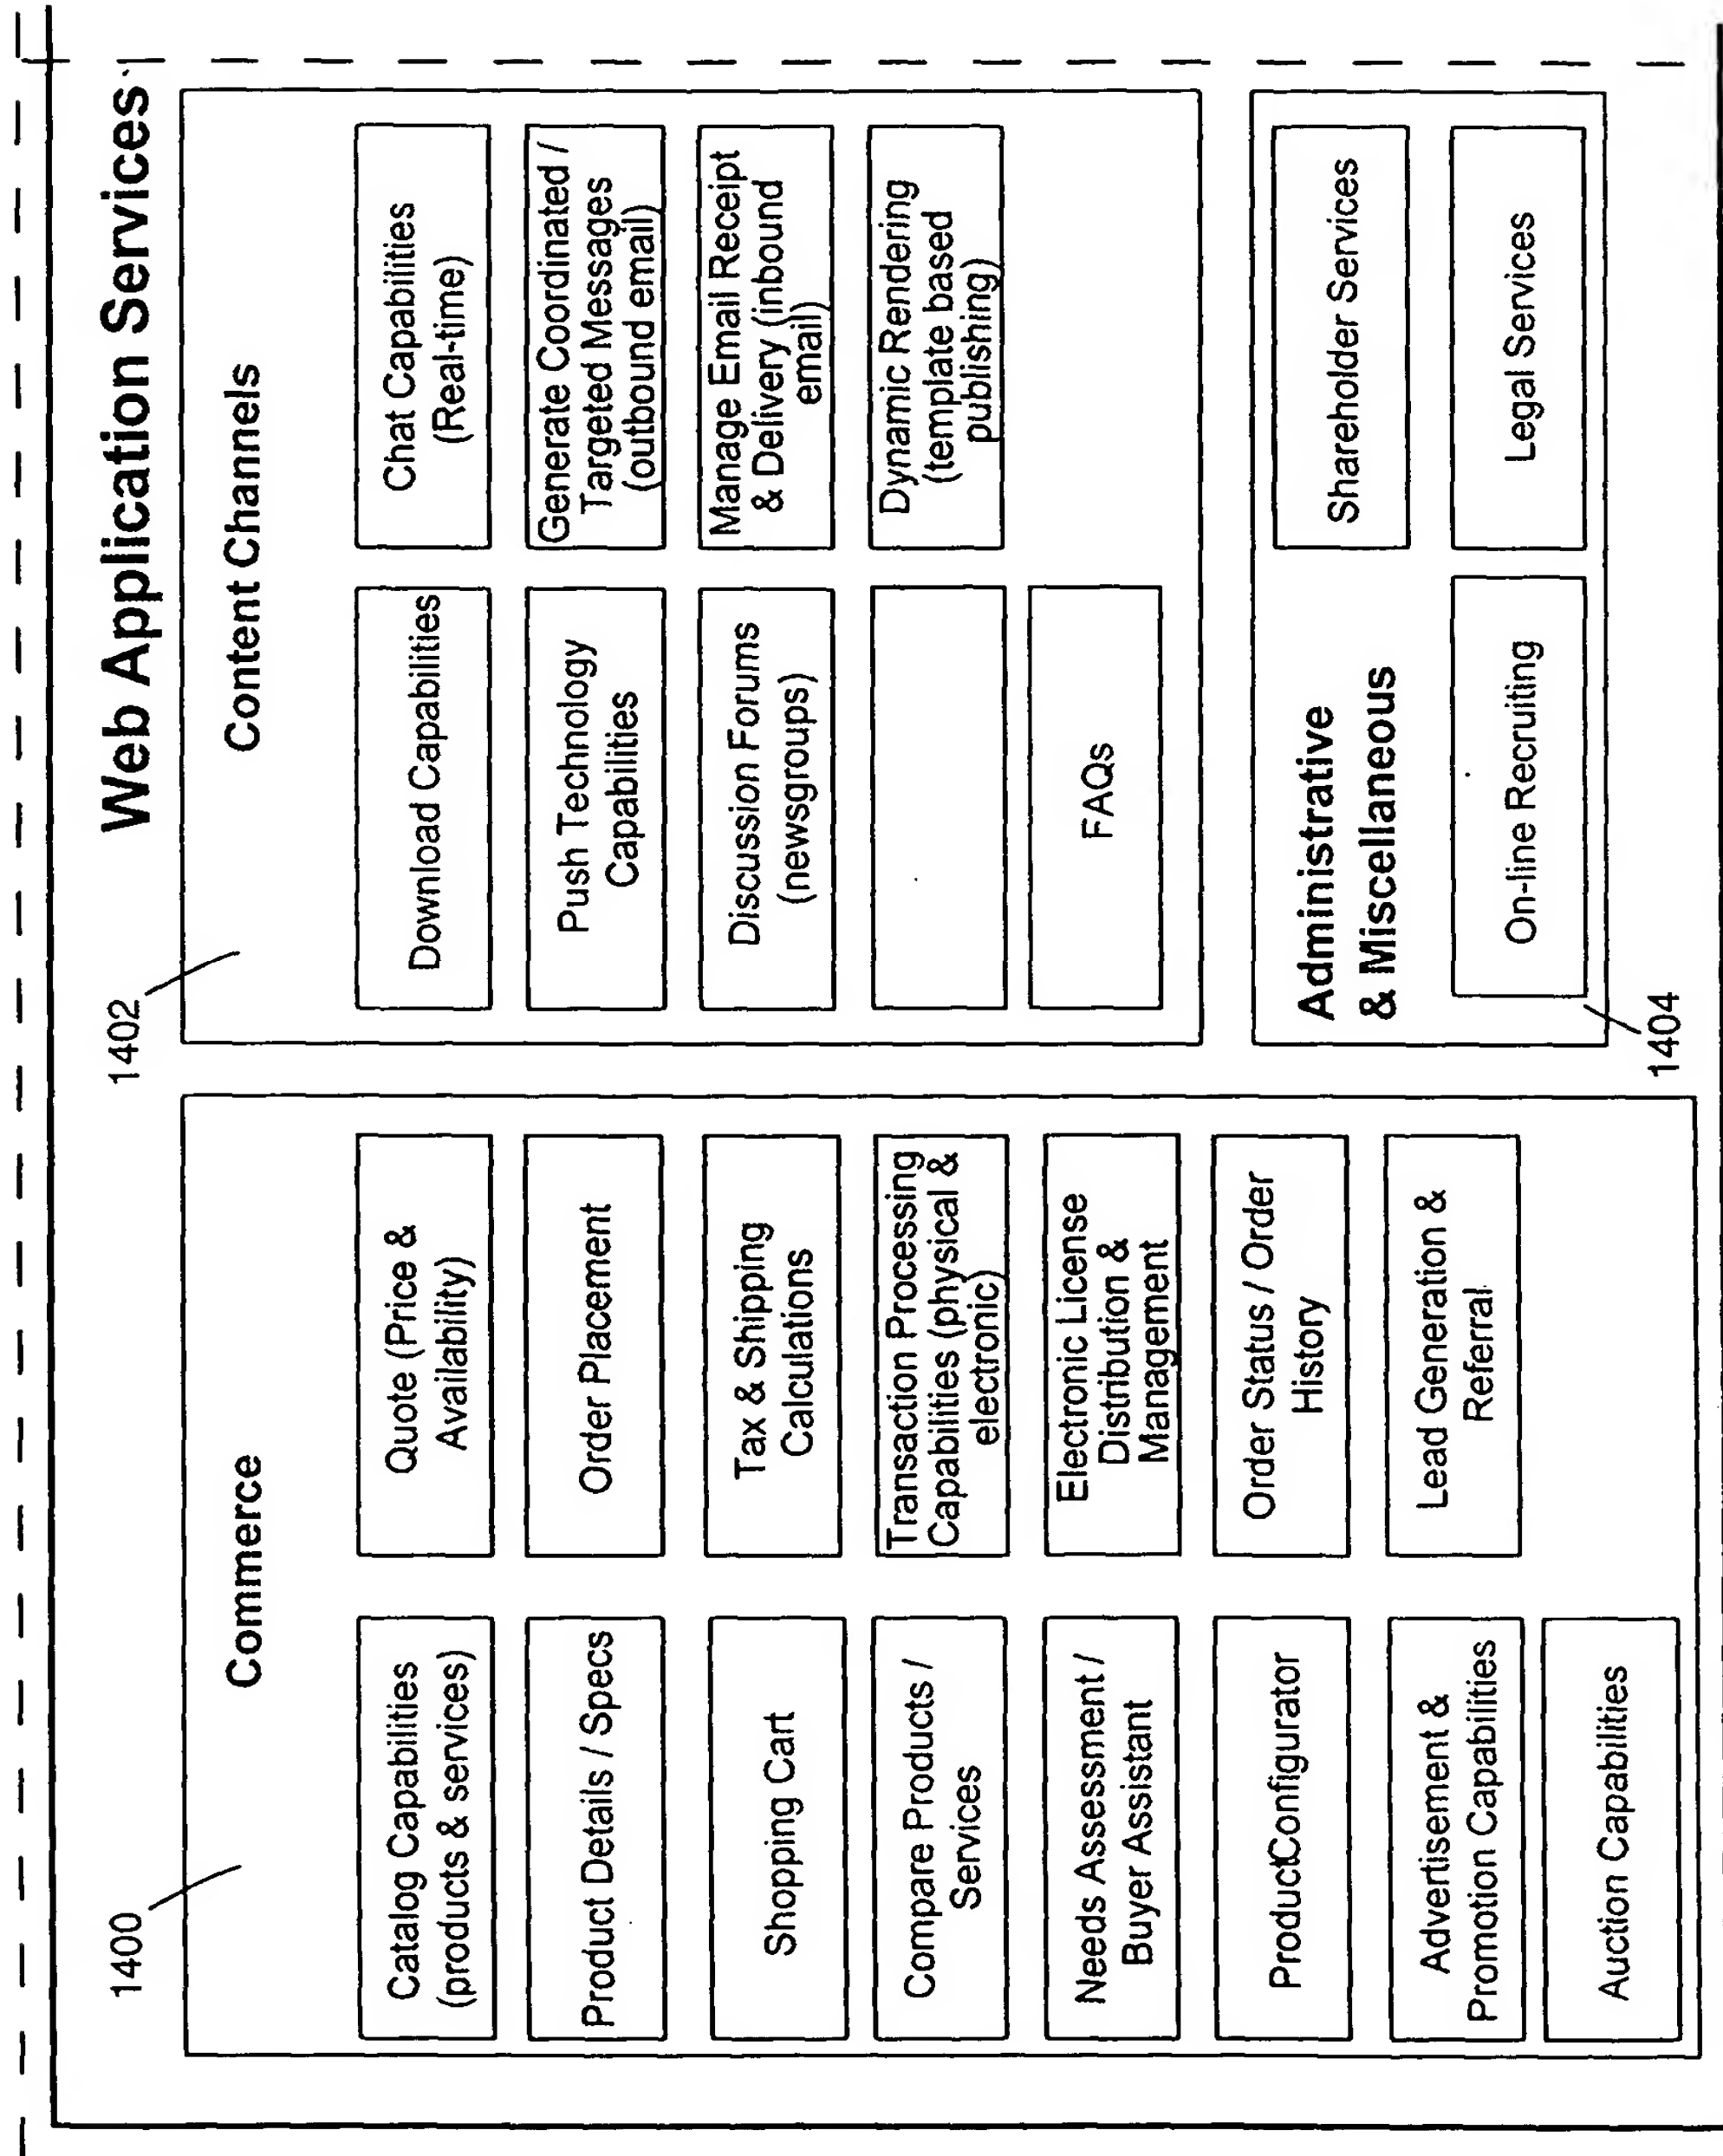 Web Application Services
1400
Commerce
Catalog Capabilities
(products & services)
Quote (Price &
Availability)
Product Details / Specs
Order Placement
Shopping Cart
Tax & Shipping
Calculations
Compare Products /
Services
Transaction Processing
Capabilities (physical &
electronic)
Needs Assessment /
Buyer Assistant
Electronic License
Distribution &
Management
ProductConfigurator
Order Status / Order
History
Advertisement &
Promotion Capabilities
Lead Generation &
Referral
Auction Capabilities
1402
Content Channels
Download Capabilities
Chat Capabilities
(Real-time)
Push Technology
Capabilities
Generate Coordinated /
Targeted Messages
(outbound email)
Discussion Forums
(newsgroups)
Manage Email Receipt
& Delivery (inbound
email)
Dynamic Rendering
(template based
publishing)
FAQs
Administrative
& Miscellaneous
Shareholder Services
On-line Recruiting
Legal Services
1404